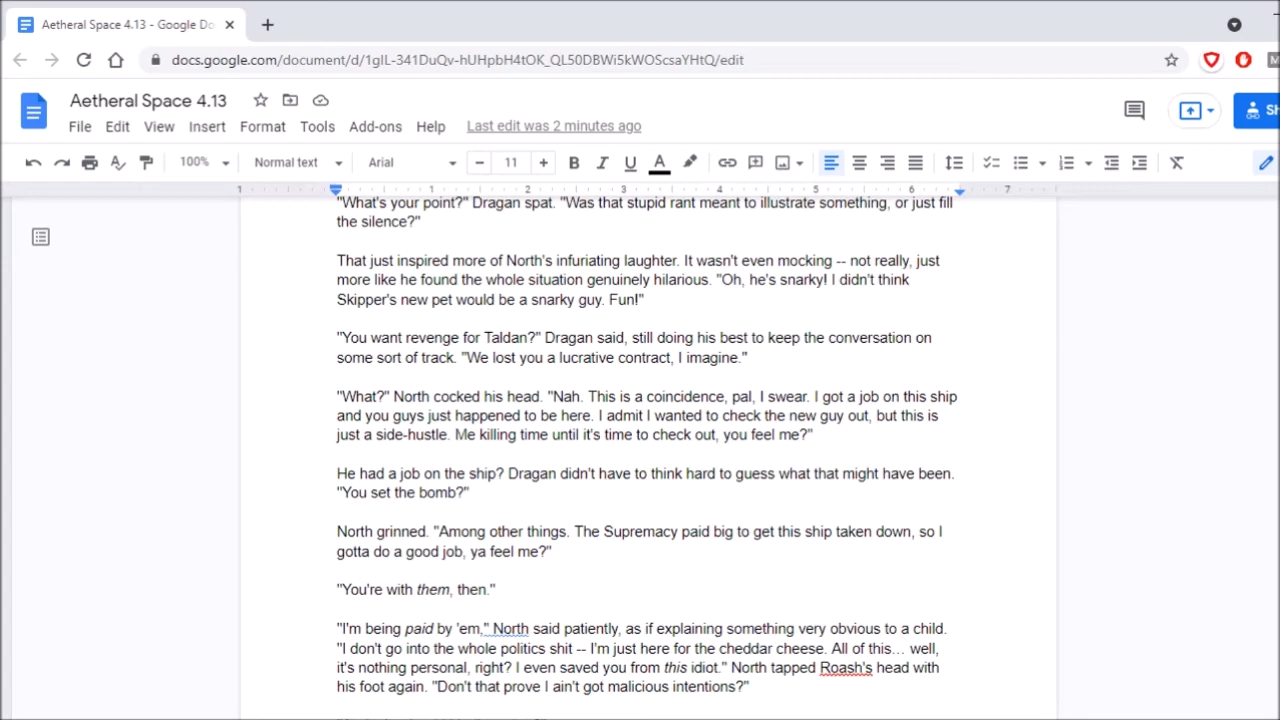 Aetheral Space 4.13 - Google Do
docs.google.com/document/d/1glL-341DuQv-hUHpbH4tOK_QL50DBWi5kWOScsaYHtQ/edit
Aetheral Space 4.13
File Edit View Insert Format Tools Add-ons Help Last edit was 2 minutes ago
Sh
100% Normal text Arial 11 B I U A
1 1 2 3 4 5 6 7
"What's your point?" Dragan spat. "Was that stupid rant meant to illustrate something, or just fill
the silence?"
That just inspired more of North's infuriating laughter. It wasn't even mocking -- not really, just
more like he found the whole situation genuinely hilarious. "Oh, he's snarky! I didn't think
Skipper's new pet would be a snarky guy. Fun!"
"You want revenge for Taldan?" Dragan said, still doing his best to keep the conversation on
some sort of track. "We lost you a lucrative contract, I imagine."
"What?" North cocked his head. "Nah. This is a coincidence, pal, I swear. I got a job on this ship
and you guys just happened to be here. I admit I wanted to check the new guy out, but this is
just a side-hustle. Me killing time until it's time to check out, you feel me?"
He had a job on the ship? Dragan didn't have to think hard to guess what that might have been.
"You set the bomb?"
North grinned. "Among other things. The Supremacy paid big to get this ship taken down, so I
gotta do a good job, ya feel me?"
"You're with them, then."
"I'm being paid by 'em," North said patiently, as if explaining something very obvious to a child.
"I don't go into the whole politics shit -- I'm just here for the cheddar cheese. All of this… well,
it's nothing personal, right? I even saved you from this idiot." North tapped Roash's head with
his foot again. "Don't that prove I ain't got malicious intentions?"